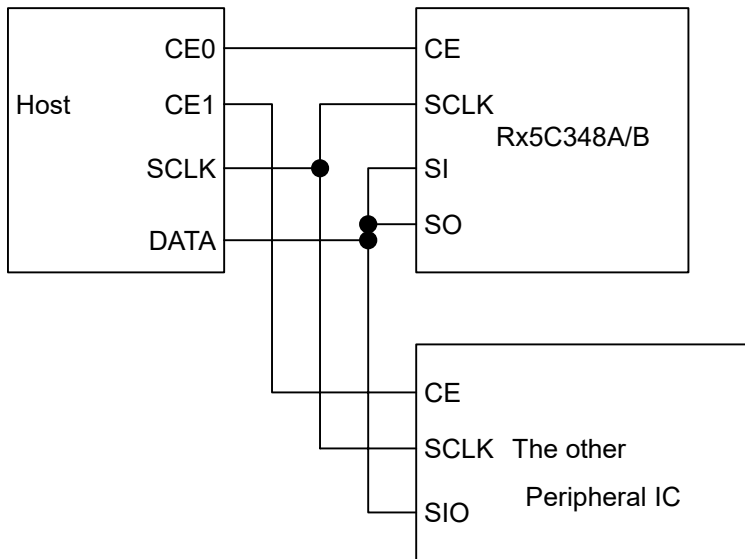 CE0
CE
Host
CE1
SCLK
Rx5C348A/B
SCLK
SI
SO
DATA
CE
SCLK
The other
Peripheral IC
SIO